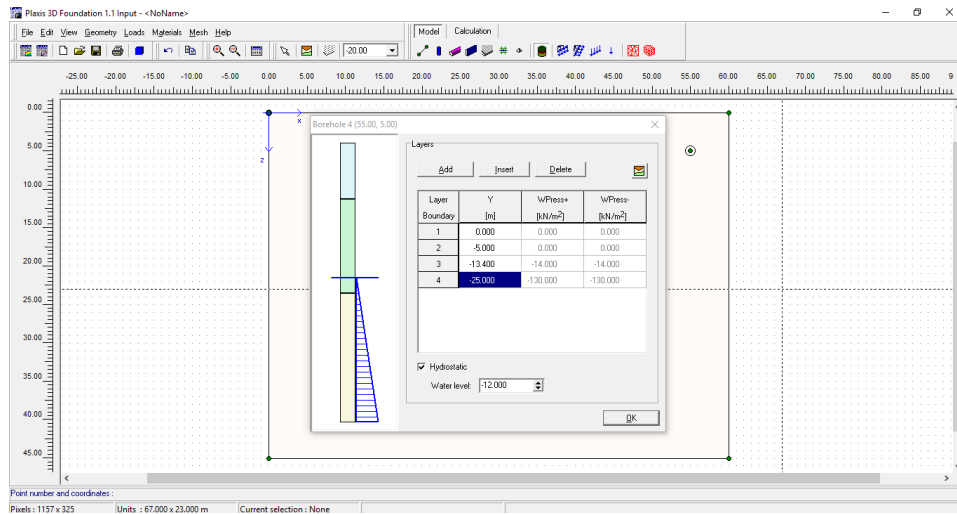 Plaxis 3D Foundation 1.1 Input - <NoName>
File Edit View Geometry Loads Materials Mesh Help
Model Calculation
-20.00
-25.00 -20.00 -15.00 -10.00 -5.00 0.00 5.00 10.00 15.00 20.00 25.00 30.00 35.00 40.00 45.00 50.00 55.00 60.00 65.00 70.00 75.00 80.00 85.00 9
0.00
5.00
10.00
15.00
20.00
25.00
30.00
35.00
40.00
45.00
x
z
Borehole 4 (55.00, 5.00)
Layers
Add Insert Delete
Layer Y WPress+ WPress-
Boundary [m] [kN/m2] [kN/m2]
1 0.000 0.000 0.000
2 -5.000 0.000 0.000
3 -13.400 -14.000 -14.000
4 -25.000 -130.000 -130.000
Hydrostatic
Water level: -12.000
OK
Point number and coordinates :
Pixels : 1157 x 325 Units : 67.000 x 23.000 m Current selection : None